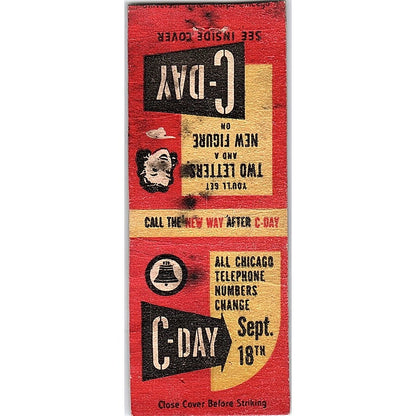 SEE INSIDE COVER
C-DAY
YOU'LL GET
TWO LETTERS
AND A
NEW FIGURE
ON
CALL THE NEW WAY AFTER C-DAY
ALL CHICAGO
TELEPHONE
NUMBERS
CHANGE
C-DAY
Sept.
18TH
Close Cover Before Striking